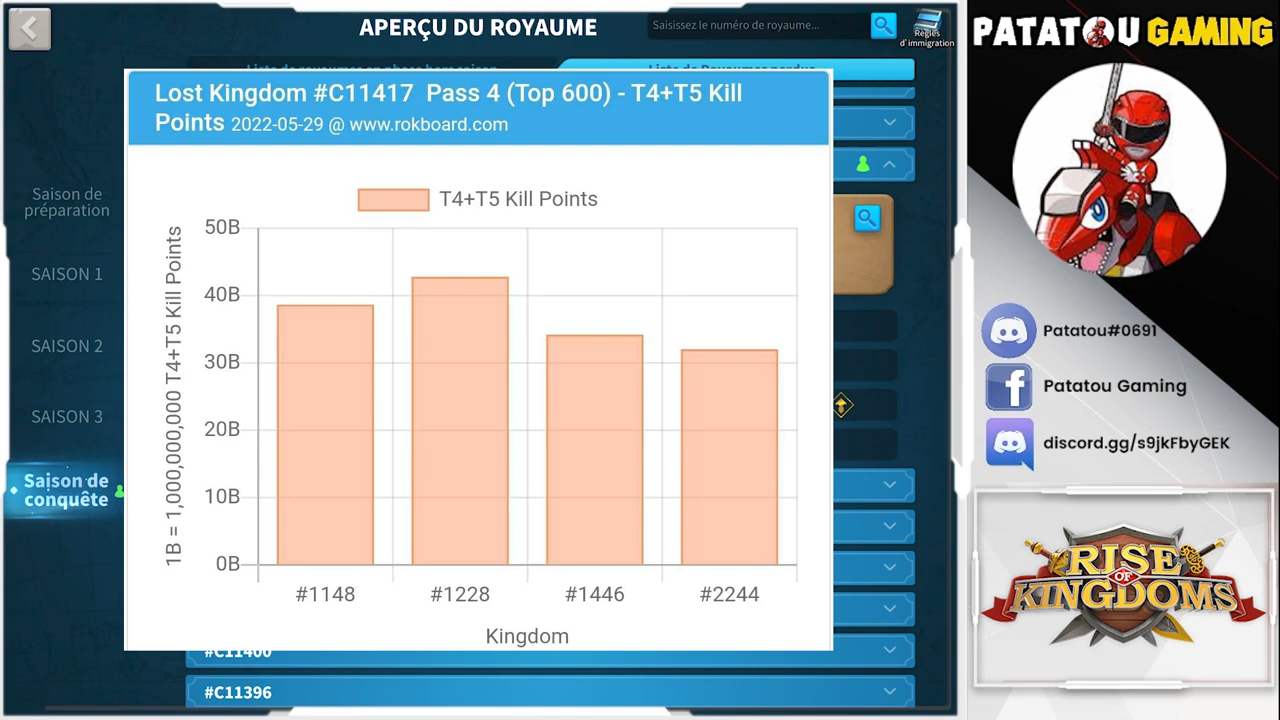 APERÇU DU ROYAUME
Saisissez le numéro de royaume...
Règles
d'immigration
Lost Kingdom #C11417 Pass 4 (Top 600) - T4+T5 Kill
Points 2022-05-29 @ www.rokboard.com
T4+T5 Kill Points
1B = 1,000,000,000 T4+T5 Kill Points
50B
40B
30B
20B
10B
0B
#1148
#1228
#1446
#2244
Kingdom
#C11400
#C11396
Saison de
préparation
SAISON 1
SAISON 2
SAISON 3
Saison de
conquête
PATATOU GAMING
Patatou#0691
Patatou Gaming
discord.gg/s9jkFbyGEK
RISE
OF
KINGDOMS